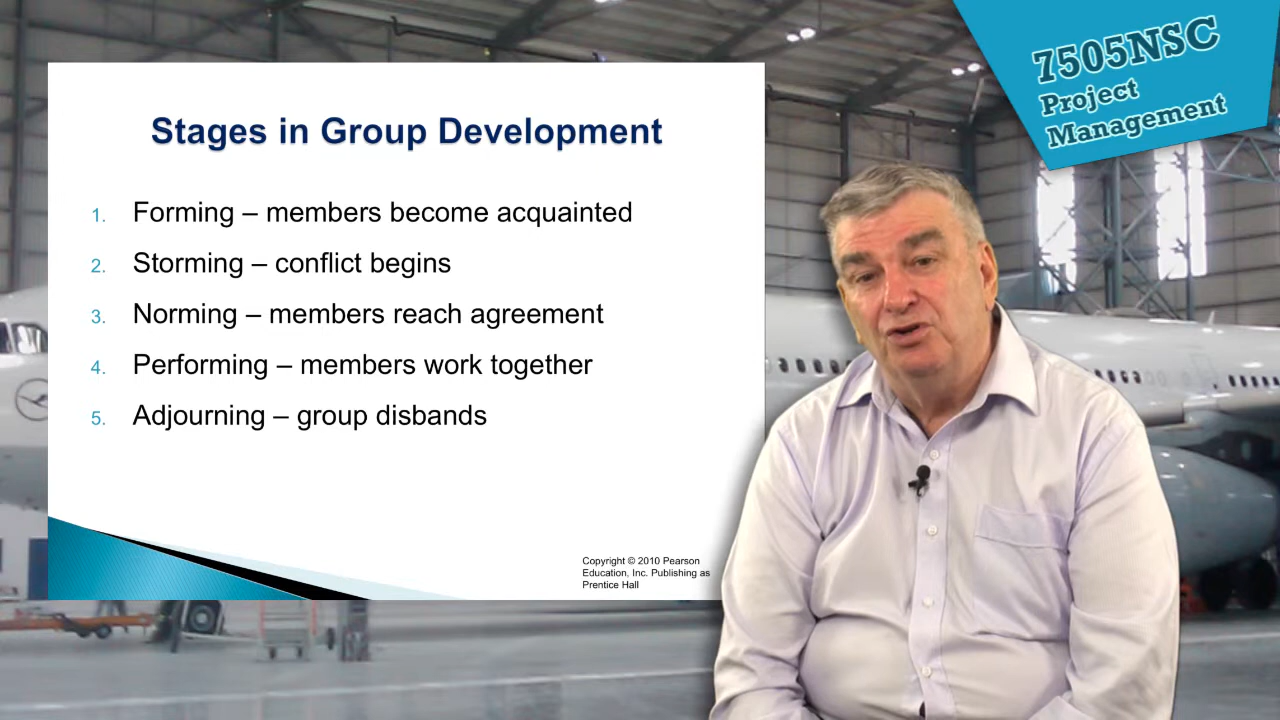 7505NSC
Project
Management
Stages in Group Development
1. Forming – members become acquainted
2. Storming – conflict begins
3. Norming – members reach agreement
4. Performing – members work together
5. Adjourning – group disbands
Copyright © 2010 Pearson
Education, Inc. Publishing as
Prentice Hall